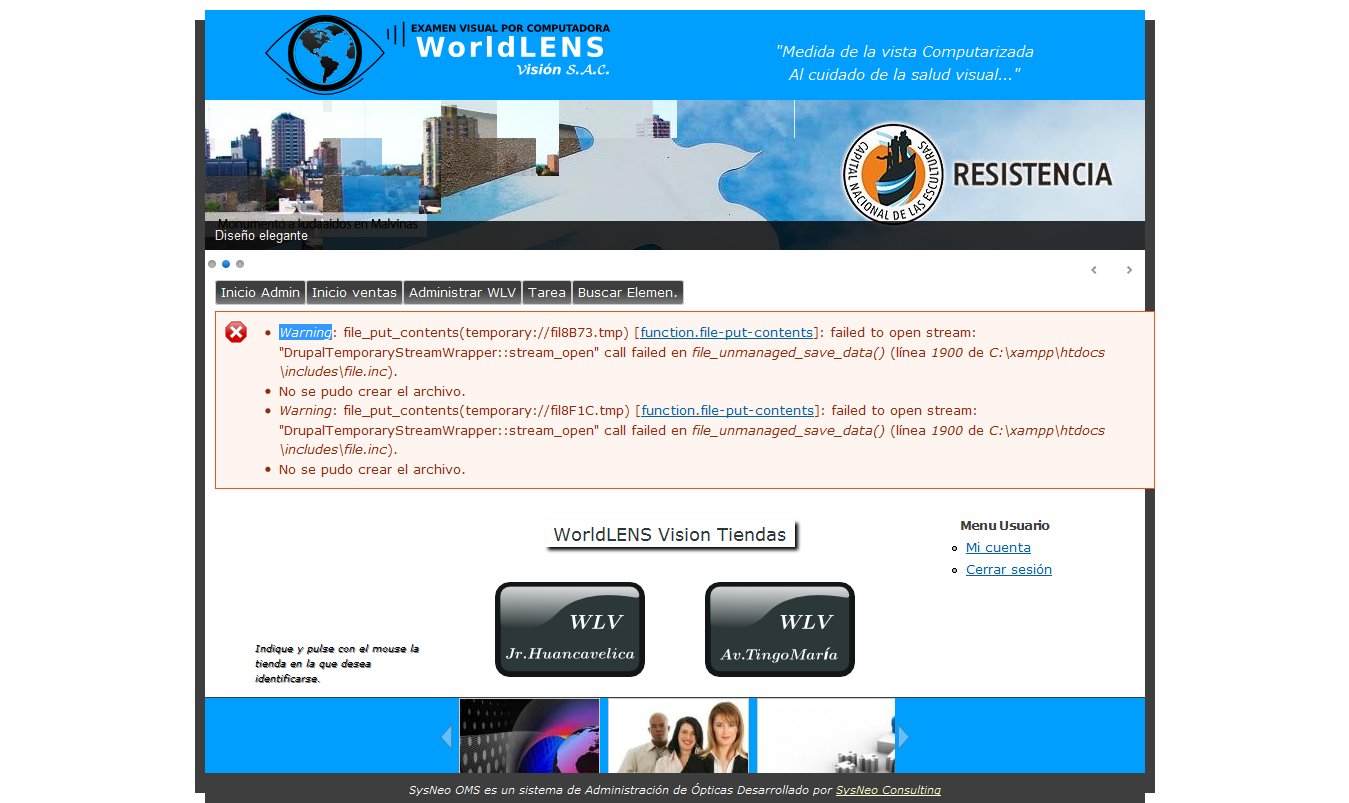 EXAMEN VISUAL POR COMPUTADORA
WorldLENS
Visión S.A.C.
"Medida de la vista Computarizada
Al cuidado de la salud visual..."
CAPITAL NACIONAL DE LAS ESCULTURAS
RESISTENCIA
Monumento a
en Malvinas
Diseño elegante
Inicio Admin
Inicio ventas
Administrar WLV
Tarea
Buscar Elemen.
Warning: file_put_contents(temporary://fil8B73.tmp) [function.file-put-contents]: failed to open stream:
"DrupalTemporaryStreamWrapper::stream_open" call failed en file_unmanaged_save_data() (línea 1900 de C:\xampp\htdocs
\includes\file.inc).
No se pudo crear el archivo.
Warning: file_put_contents(temporary://fil8F1C.tmp) [function.file-put-contents]: failed to open stream:
"DrupalTemporaryStreamWrapper::stream_open" call failed en file_unmanaged_save_data() (línea 1900 de C:\xampp\htdocs
\includes\file.inc).
No se pudo crear el archivo.
WorldLENS Vision Tiendas
Menu Usuario
Mi cuenta
Cerrar sesión
WLV
Jr.Huancavelica
WLV
Av.TingoMaría
Indique y pulse con el mouse la
tienda en la que desea
identificarse.
SysNeo OMS es un sistema de Administración de Ópticas Desarrollado por SysNeo Consulting